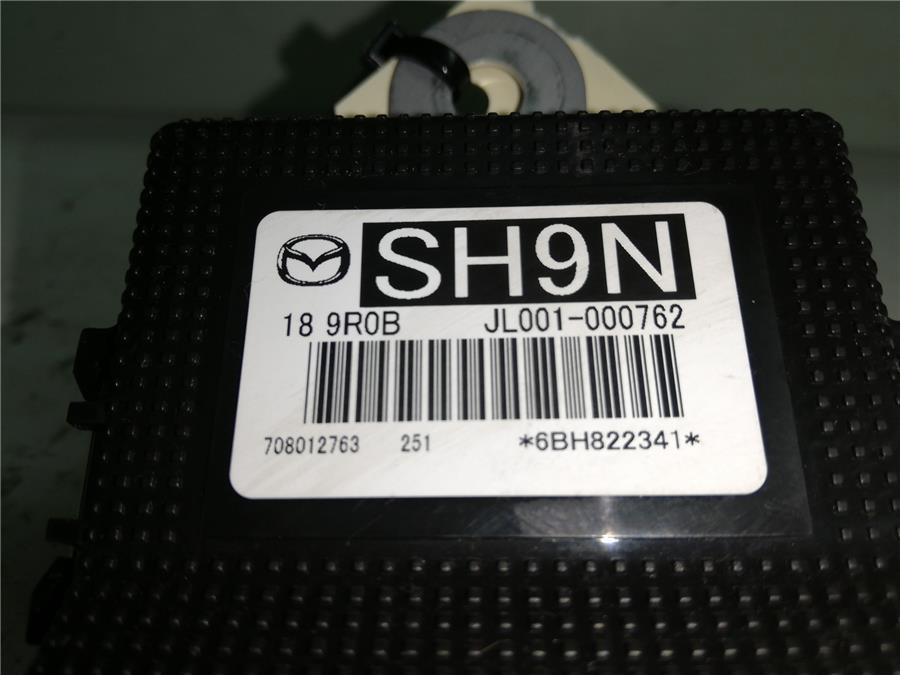 SH9N
18 9R0B JL001-000762
708012763 251 *6BH822341*